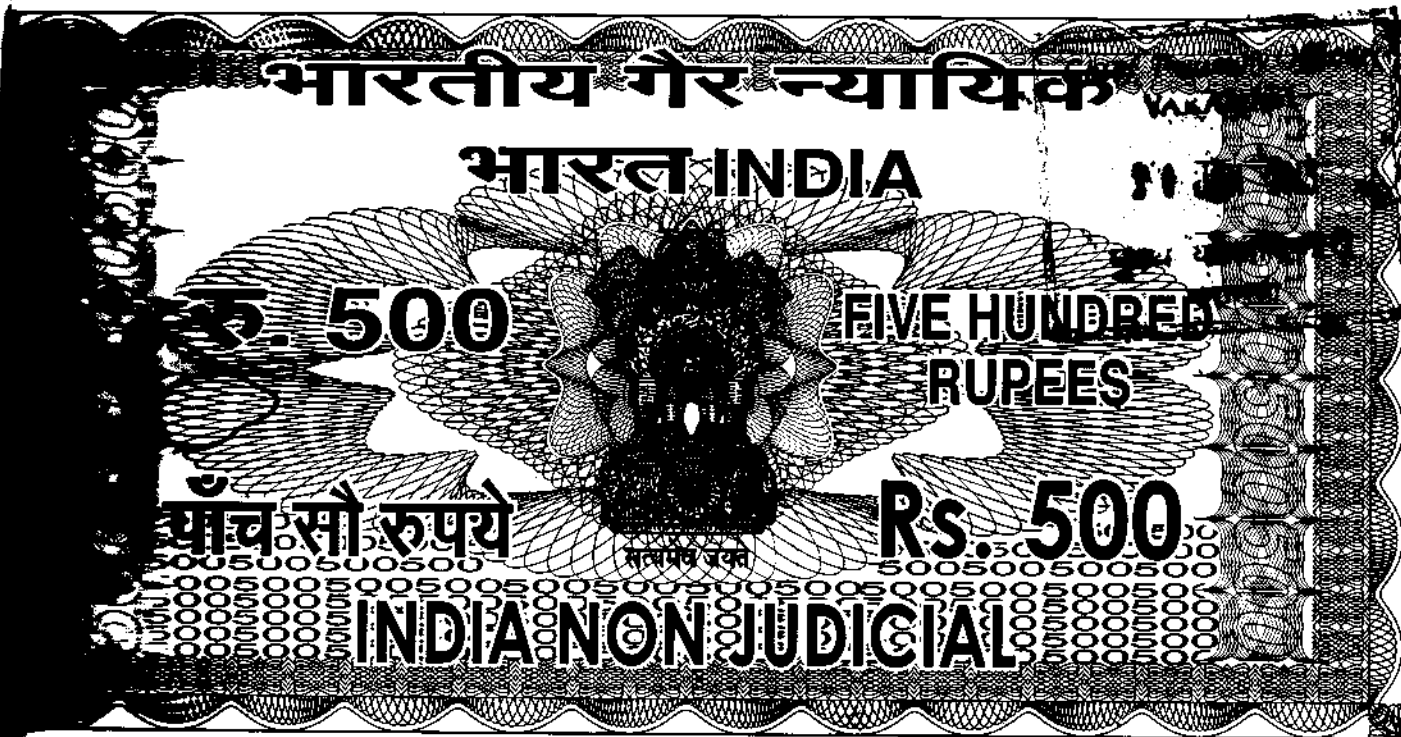 भारतीय गैर न्यायिक
भारत INDIA
रु. 500
FIVE HUNDRED
RUPEES
पाँच सौ रुपये
Rs. 500
सत्यमेव जयते
INDIA NON JUDICIAL